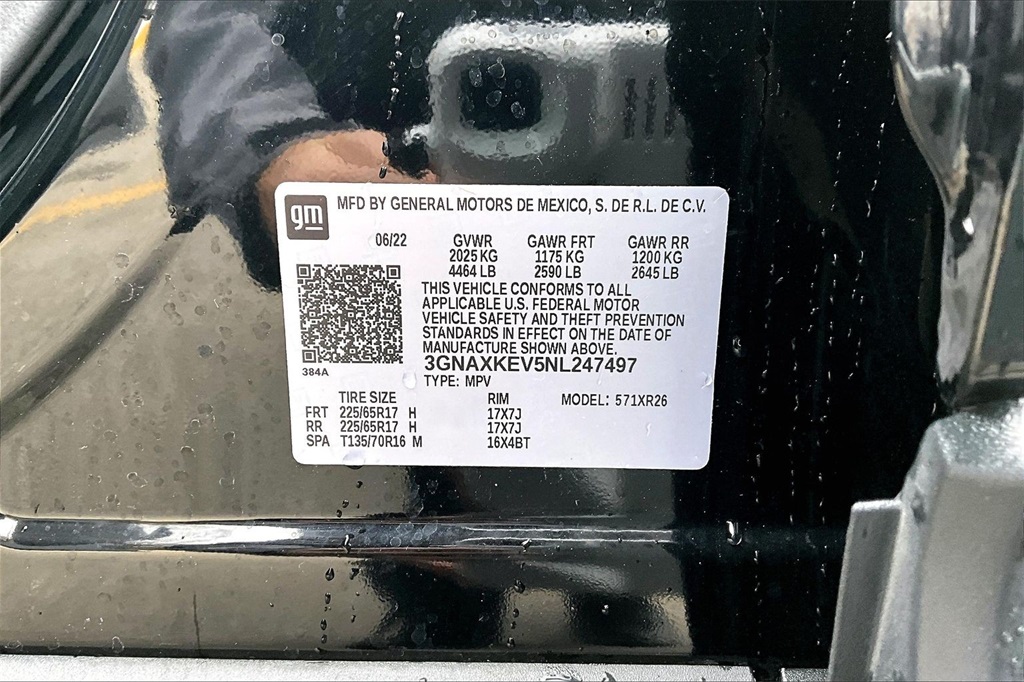 gm MFD BY GENERAL MOTORS DE MEXICO, S. DE R.L. DE C.V.
06/22 GVWR GAWR FRT GAWR RR
2025 KG 1175 KG 1200 KG
4464 LB 2590 LB 2645 LB
THIS VEHICLE CONFORMS TO ALL
APPLICABLE U.S. FEDERAL MOTOR
VEHICLE SAFETY AND THEFT PREVENTION
STANDARDS IN EFFECT ON THE DATE OF
MANUFACTURE SHOWN ABOVE.
3GNAXKEV5NL247497
384A
TYPE: MPV
TIRE SIZE RIM MODEL: 571XR26
FRT 225/65R17 H 17X7J
RR 225/65R17 H 17X7J
SPA T135/70R16 M 16X4BT